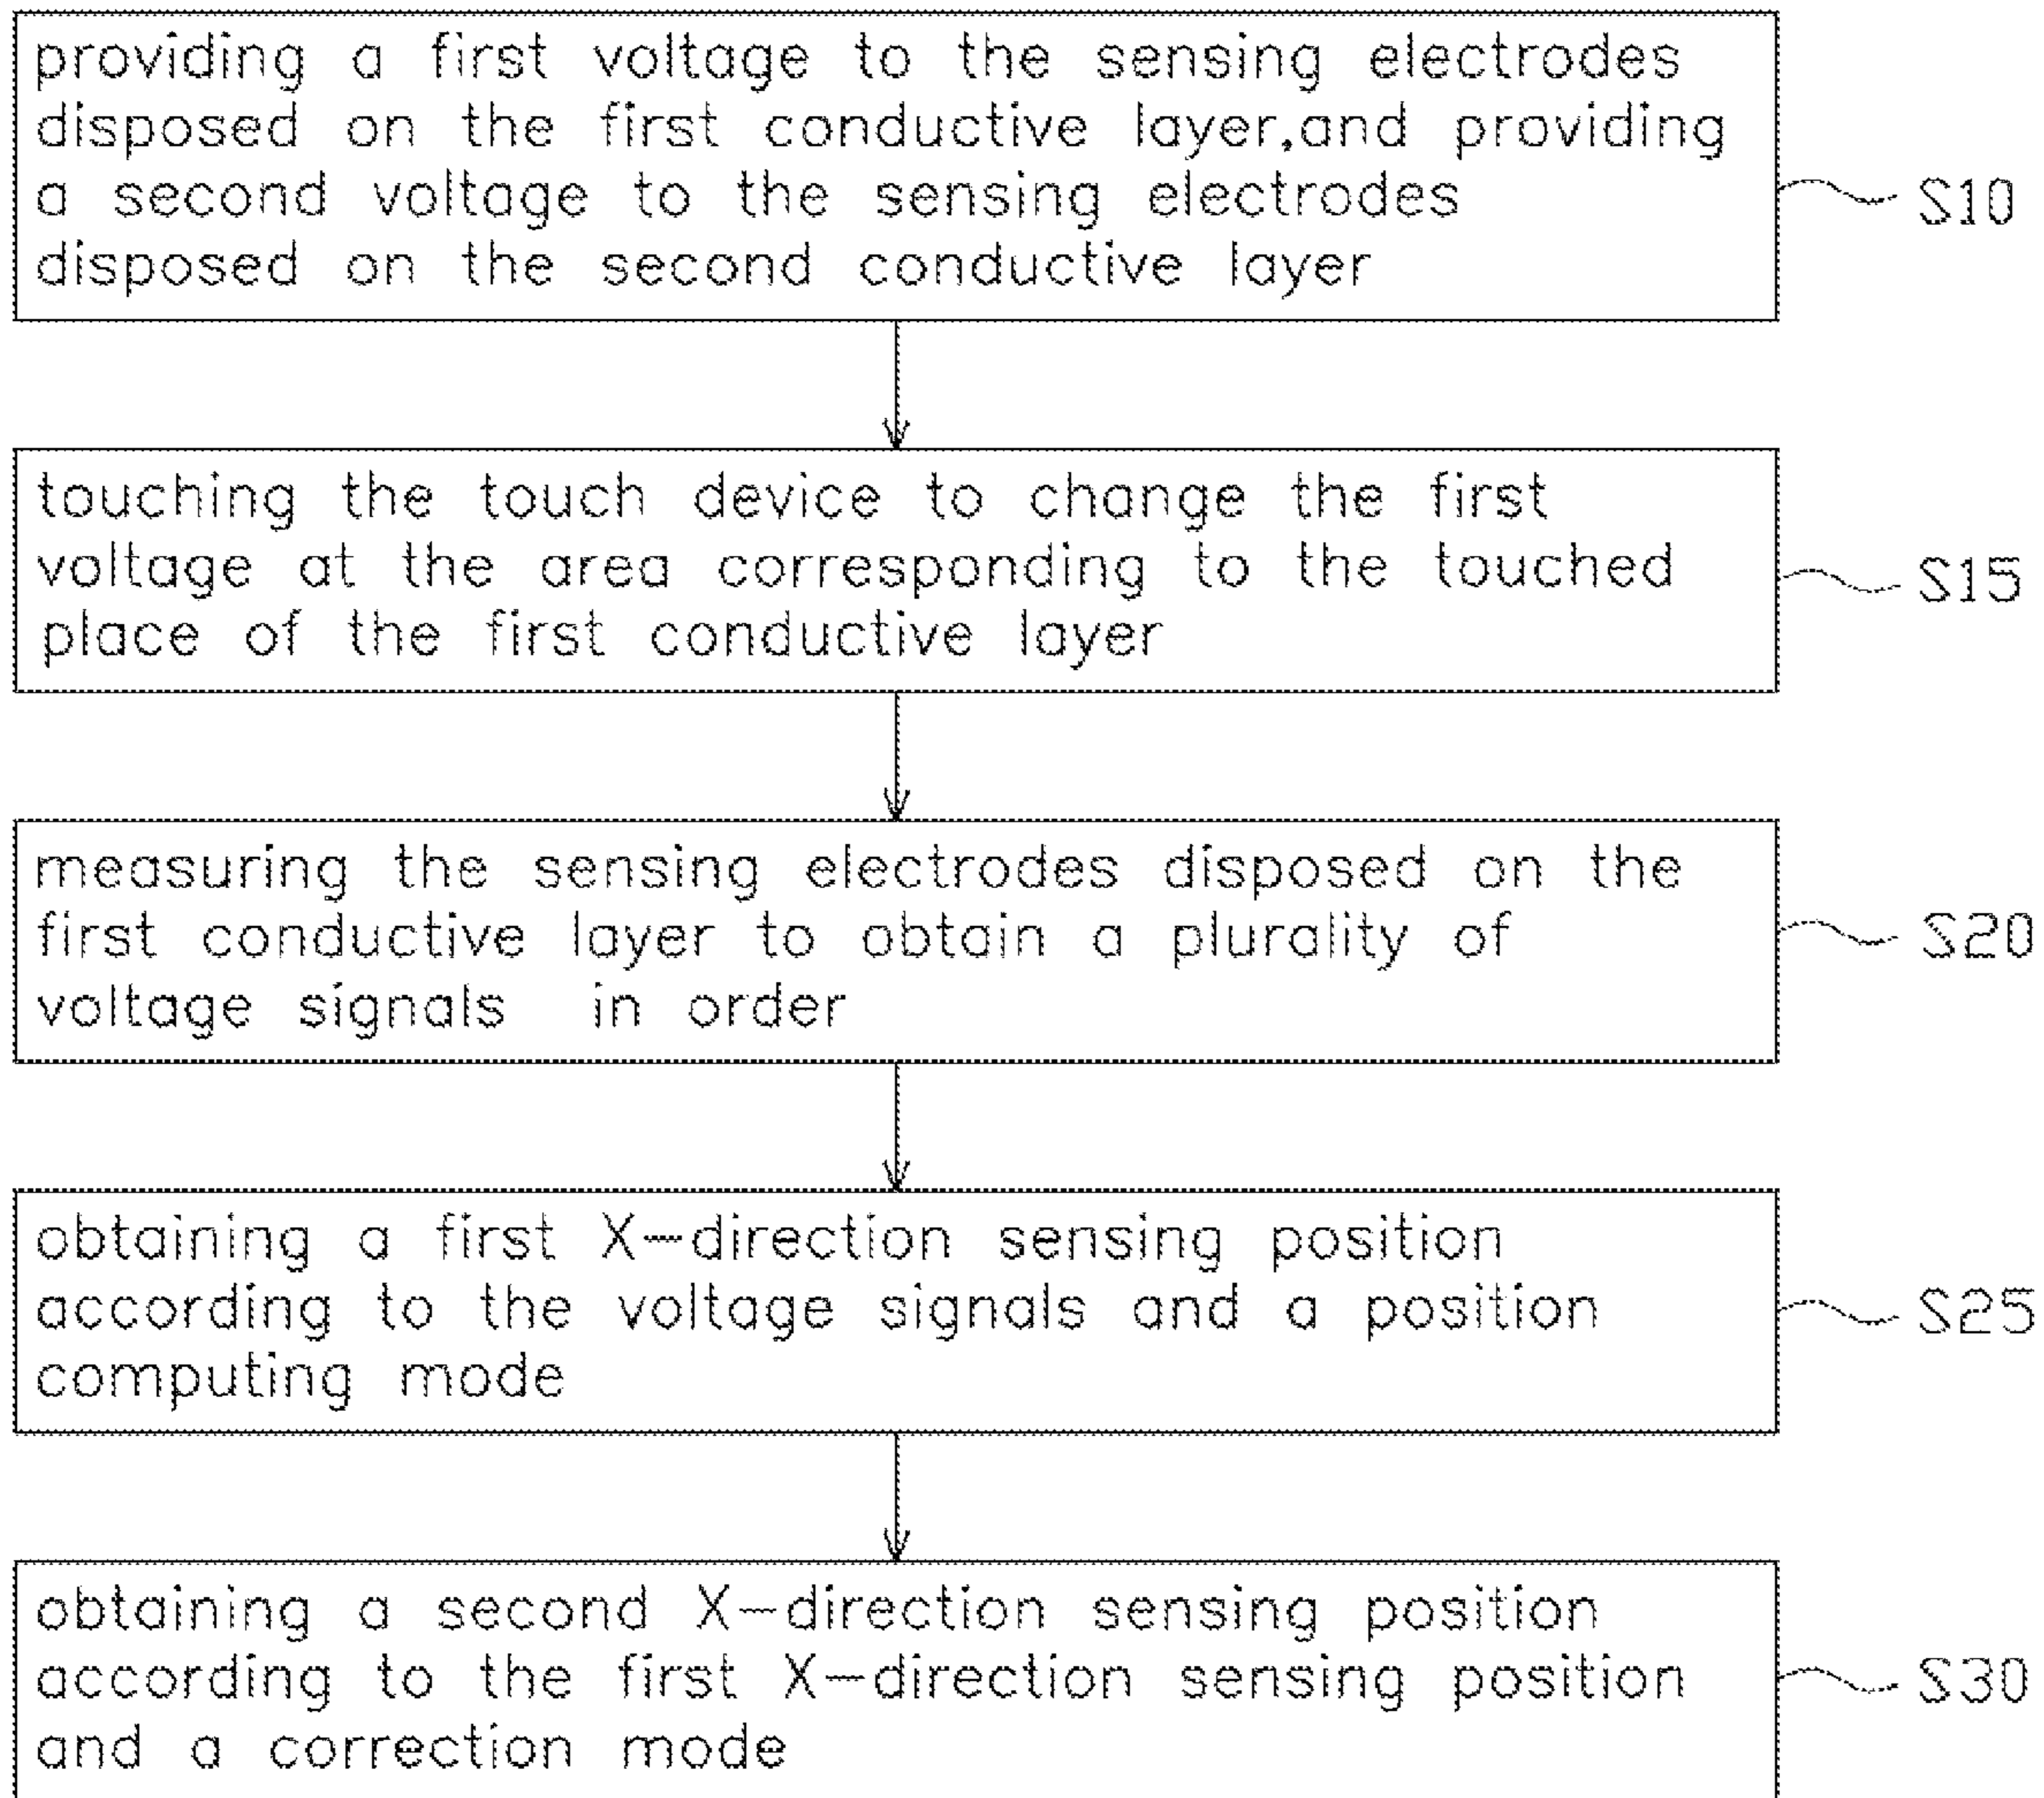 providing a first voltage to the sensing electrodes
disposed on the first conductive layer,and providing
a second voltage to the sensing electrodes
disposed on the second conductive layer
S10
touching the touch device to change the first
voltage at the area corresponding to the touched
place of the first conductive layer
S15
measuring the sensing electrodes disposed on the
first conductive layer to obtain a plurality of
voltage signals in order
S20
obtaining a first X-direction sensing position
according to the voltage signals and a position
computing mode
S25
obtaining a second X-direction sensing position
according to the first X-direction sensing position
and a correction mode
S30